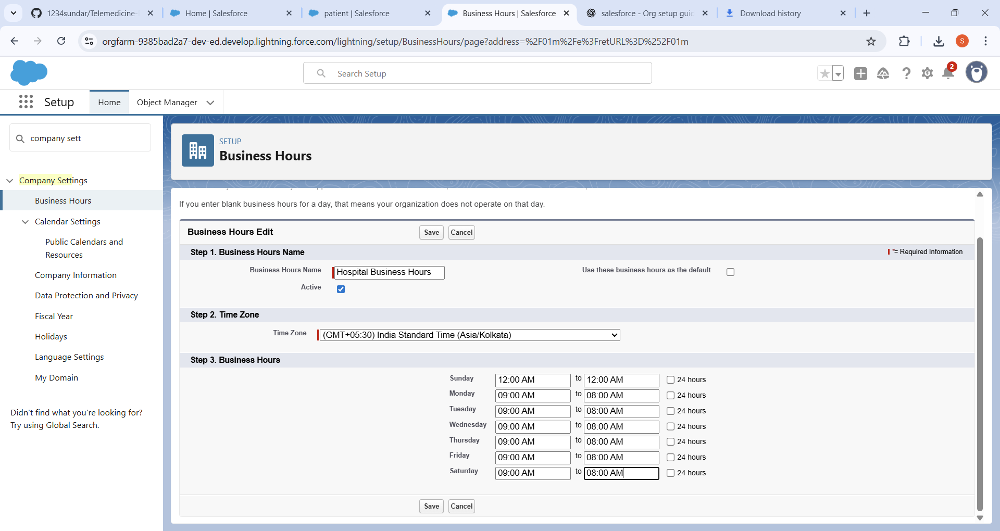 1234sundar/Telemedicine-
Home | Salesforce
patient | Salesforce
Business Hours | Salesforce
salesforce - Org setup guid
Download history
orgfarm-9385bad2a7-dev-ed.develop.lightning.force.com/lightning/setup/BusinessHours/page?address=%2F01m%2Fe%3FretURL%3D%252F01m
S
Search Setup
2
Setup
Home
Object Manager
company sett
Company Settings
Business Hours
Calendar Settings
Public Calendars and
Resources
Company Information
Data Protection and Privacy
Fiscal Year
Holidays
Language Settings
My Domain
Didn't find what you're looking for?
Try using Global Search.
SETUP
Business Hours
If you enter blank business hours for a day, that means your organization does not operate on that day.
Business Hours Edit
Save
Cancel
Step 1. Business Hours Name
*= Required Information
Business Hours Name
Hospital Business Hours
Use these business hours as the default
Active
Step 2. Time Zone
Time Zone
(GMT+05:30) India Standard Time (Asia/Kolkata)
Step 3. Business Hours
Sunday 12:00 AM to 12:00 AM 24 hours
Monday 09:00 AM to 08:00 AM 24 hours
Tuesday 09:00 AM to 08:00 AM 24 hours
Wednesday 09:00 AM to 08:00 AM 24 hours
Thursday 09:00 AM to 08:00 AM 24 hours
Friday 09:00 AM to 08:00 AM 24 hours
Saturday 09:00 AM to 08:00 AM 24 hours
Save
Cancel